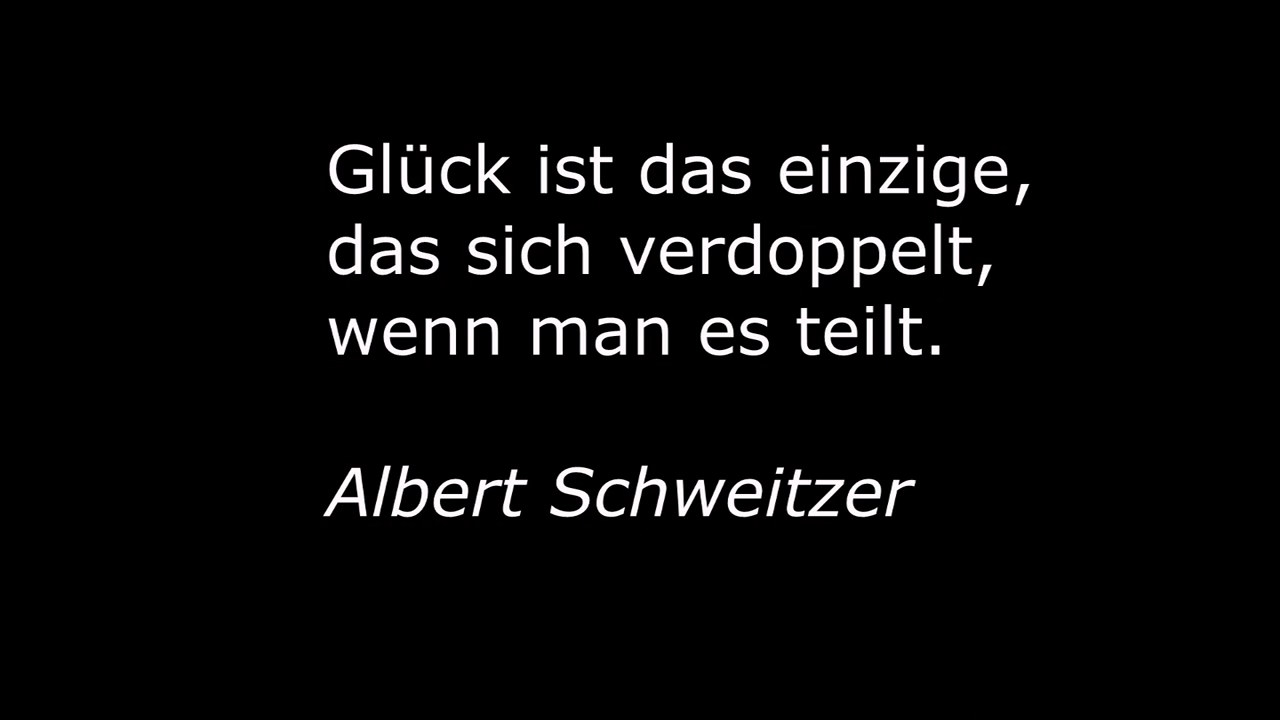 Glück ist das einzige,
das sich verdoppelt,
wenn man es teilt.
Albert Schweitzer